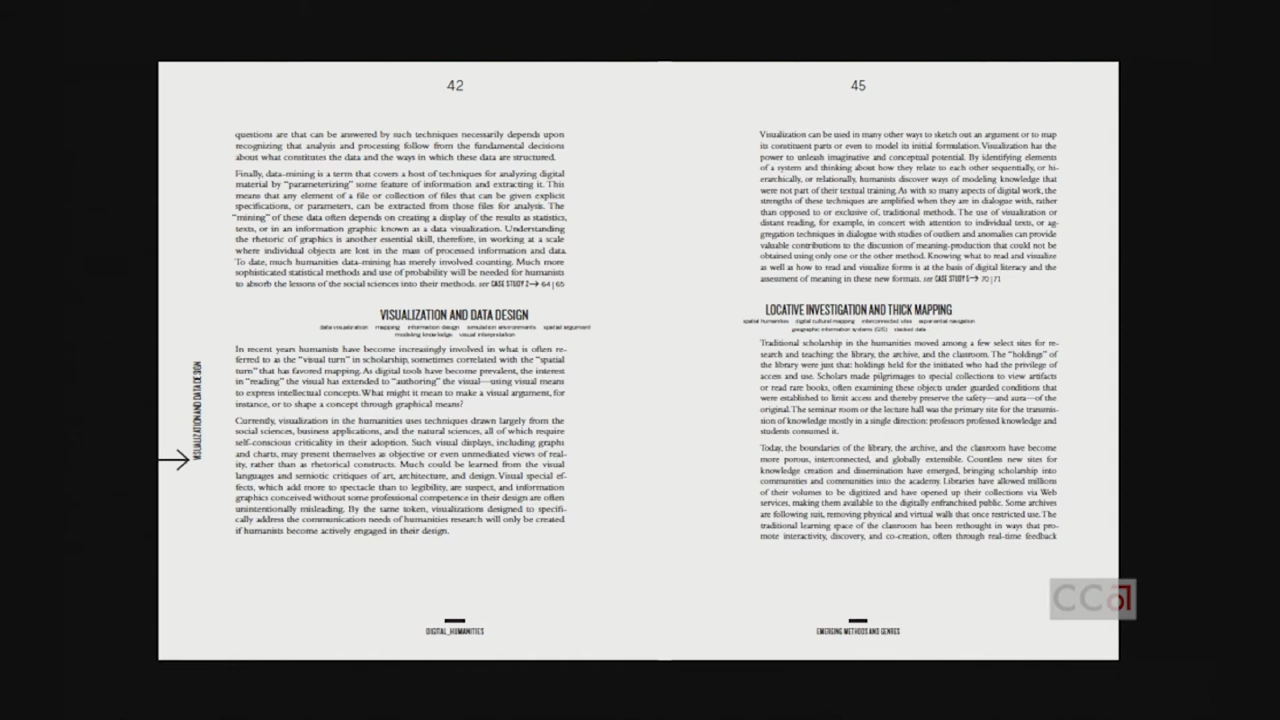 42
questions are that can be answered by such techniques necessarily depends upon
recognizing that analysis and processing follow from the fundamental decisions
about what constitutes the data and the ways in which these data are structured.
Finally, data-mining is a term that covers a host of techniques for analyzing digital
material by “parameterizing” some feature of information and extracting it. This
means that any element of a file or collection of files that can be given explicit
specifications, or parameters, can be extracted from those files for analysis. The
“mining” of these data often depends on creating a display of the results as statistics,
texts, or in an information graphic known as a data visualization. Understanding
the rhetoric of graphics is another essential skill, therefore, in working at a scale
where individual objects are lost in the mass of processed information and data.
To date, much humanities data-mining has merely involved counting. Much more
sophisticated statistical methods and use of probability will be needed for humanists
to absorb the lessons of the social sciences into their methods. see CASE STUDY 2→ 64|65
VISUALIZATION AND DATA DESIGN
data visualization mapping information design simulation environments spatial argument
modeling knowledge visual interpretation
In recent years humanists have become increasingly involved in what is often re-
ferred to as the “visual turn” in scholarship, sometimes correlated with the “spatial
turn” that has favored mapping. As digital tools have become prevalent, the interest
in “reading” the visual has extended to “authoring” the visual—using visual means
to express intellectual concepts. What might it mean to make a visual argument, for
instance, or to shape a concept through graphical means?
Currently, visualization in the humanities uses techniques drawn largely from the
social sciences, business applications, and the natural sciences, all of which require
self-conscious criticality in their adoption. Such visual displays, including graphs
and charts, may present themselves as objective or even unmediated views of real-
ity, rather than as rhetorical constructs. Much could be learned from the visual
languages and semiotic critiques of art, architecture, and design. Visual special ef-
fects, which add more to spectacle than to legibility, are suspect, and information
graphics conceived without some professional competence in their design are often
unintentionally misleading. By the same token, visualizations designed to specifi-
cally address the communication needs of humanities research will only be created
if humanists become actively engaged in their design.
VISUALIZATION AND DATA DESIGN
DIGITAL_HUMANITIES
45
Visualization can be used in many other ways to sketch out an argument or to map
its constituent parts or even to model its initial formulation. Visualization has the
power to unleash imaginative and conceptual potential. By identifying elements
of a system and thinking about how they relate to each other sequentially, or hi-
erarchically, or relationally, humanists discover ways of modeling knowledge that
were not part of their textual training. As with so many aspects of digital work, the
strengths of these techniques are amplified when they are in dialogue with, rather
than opposed to or exclusive of, traditional methods. The use of visualization or
distant reading, for example, in concert with attention to individual texts, or ag-
gregation techniques in dialogue with studies of outliers and anomalies can provide
valuable contributions to the discussion of meaning-production that could not be
obtained using only one or the other method. Knowing what to read and visualize
as well as how to read and visualize forms is at the basis of digital literacy and the
assessment of meaning in these new formats. see CASE STUDY 5→ 70|71
LOCATIVE INVESTIGATION AND THICK MAPPING
spatial humanities digital cultural mapping interconnected sites experiential navigation
geographic information systems (GIS) stacked data
Traditional scholarship in the humanities moved among a few select sites for re-
search and teaching: the library, the archive, and the classroom. The “holdings” of
the library were just that: holdings held for the initiated who had the privilege of
access and use. Scholars made pilgrimages to special collections to view artifacts
or read rare books, often examining these objects under guarded conditions that
were established to limit access and thereby preserve the safety—and aura—of the
original. The seminar room or the lecture hall was the primary site for the transmis-
sion of knowledge mostly in a single direction: professors professed knowledge and
students consumed it.
Today, the boundaries of the library, the archive, and the classroom have become
more porous, interconnected, and globally extensible. Countless new sites for
knowledge creation and dissemination have emerged, bringing scholarship into
communities and communities into the academy. Libraries have allowed millions
of their volumes to be digitized and have opened up their collections via Web
services, making them available to the digitally enfranchised public. Some archives
are following suit, removing physical and virtual walls that once restricted use. The
traditional learning space of the classroom has been rethought in ways that pro-
mote interactivity, discovery, and co-creation, often through real-time feedback
EMERGING METHODS AND GENRES
CCa